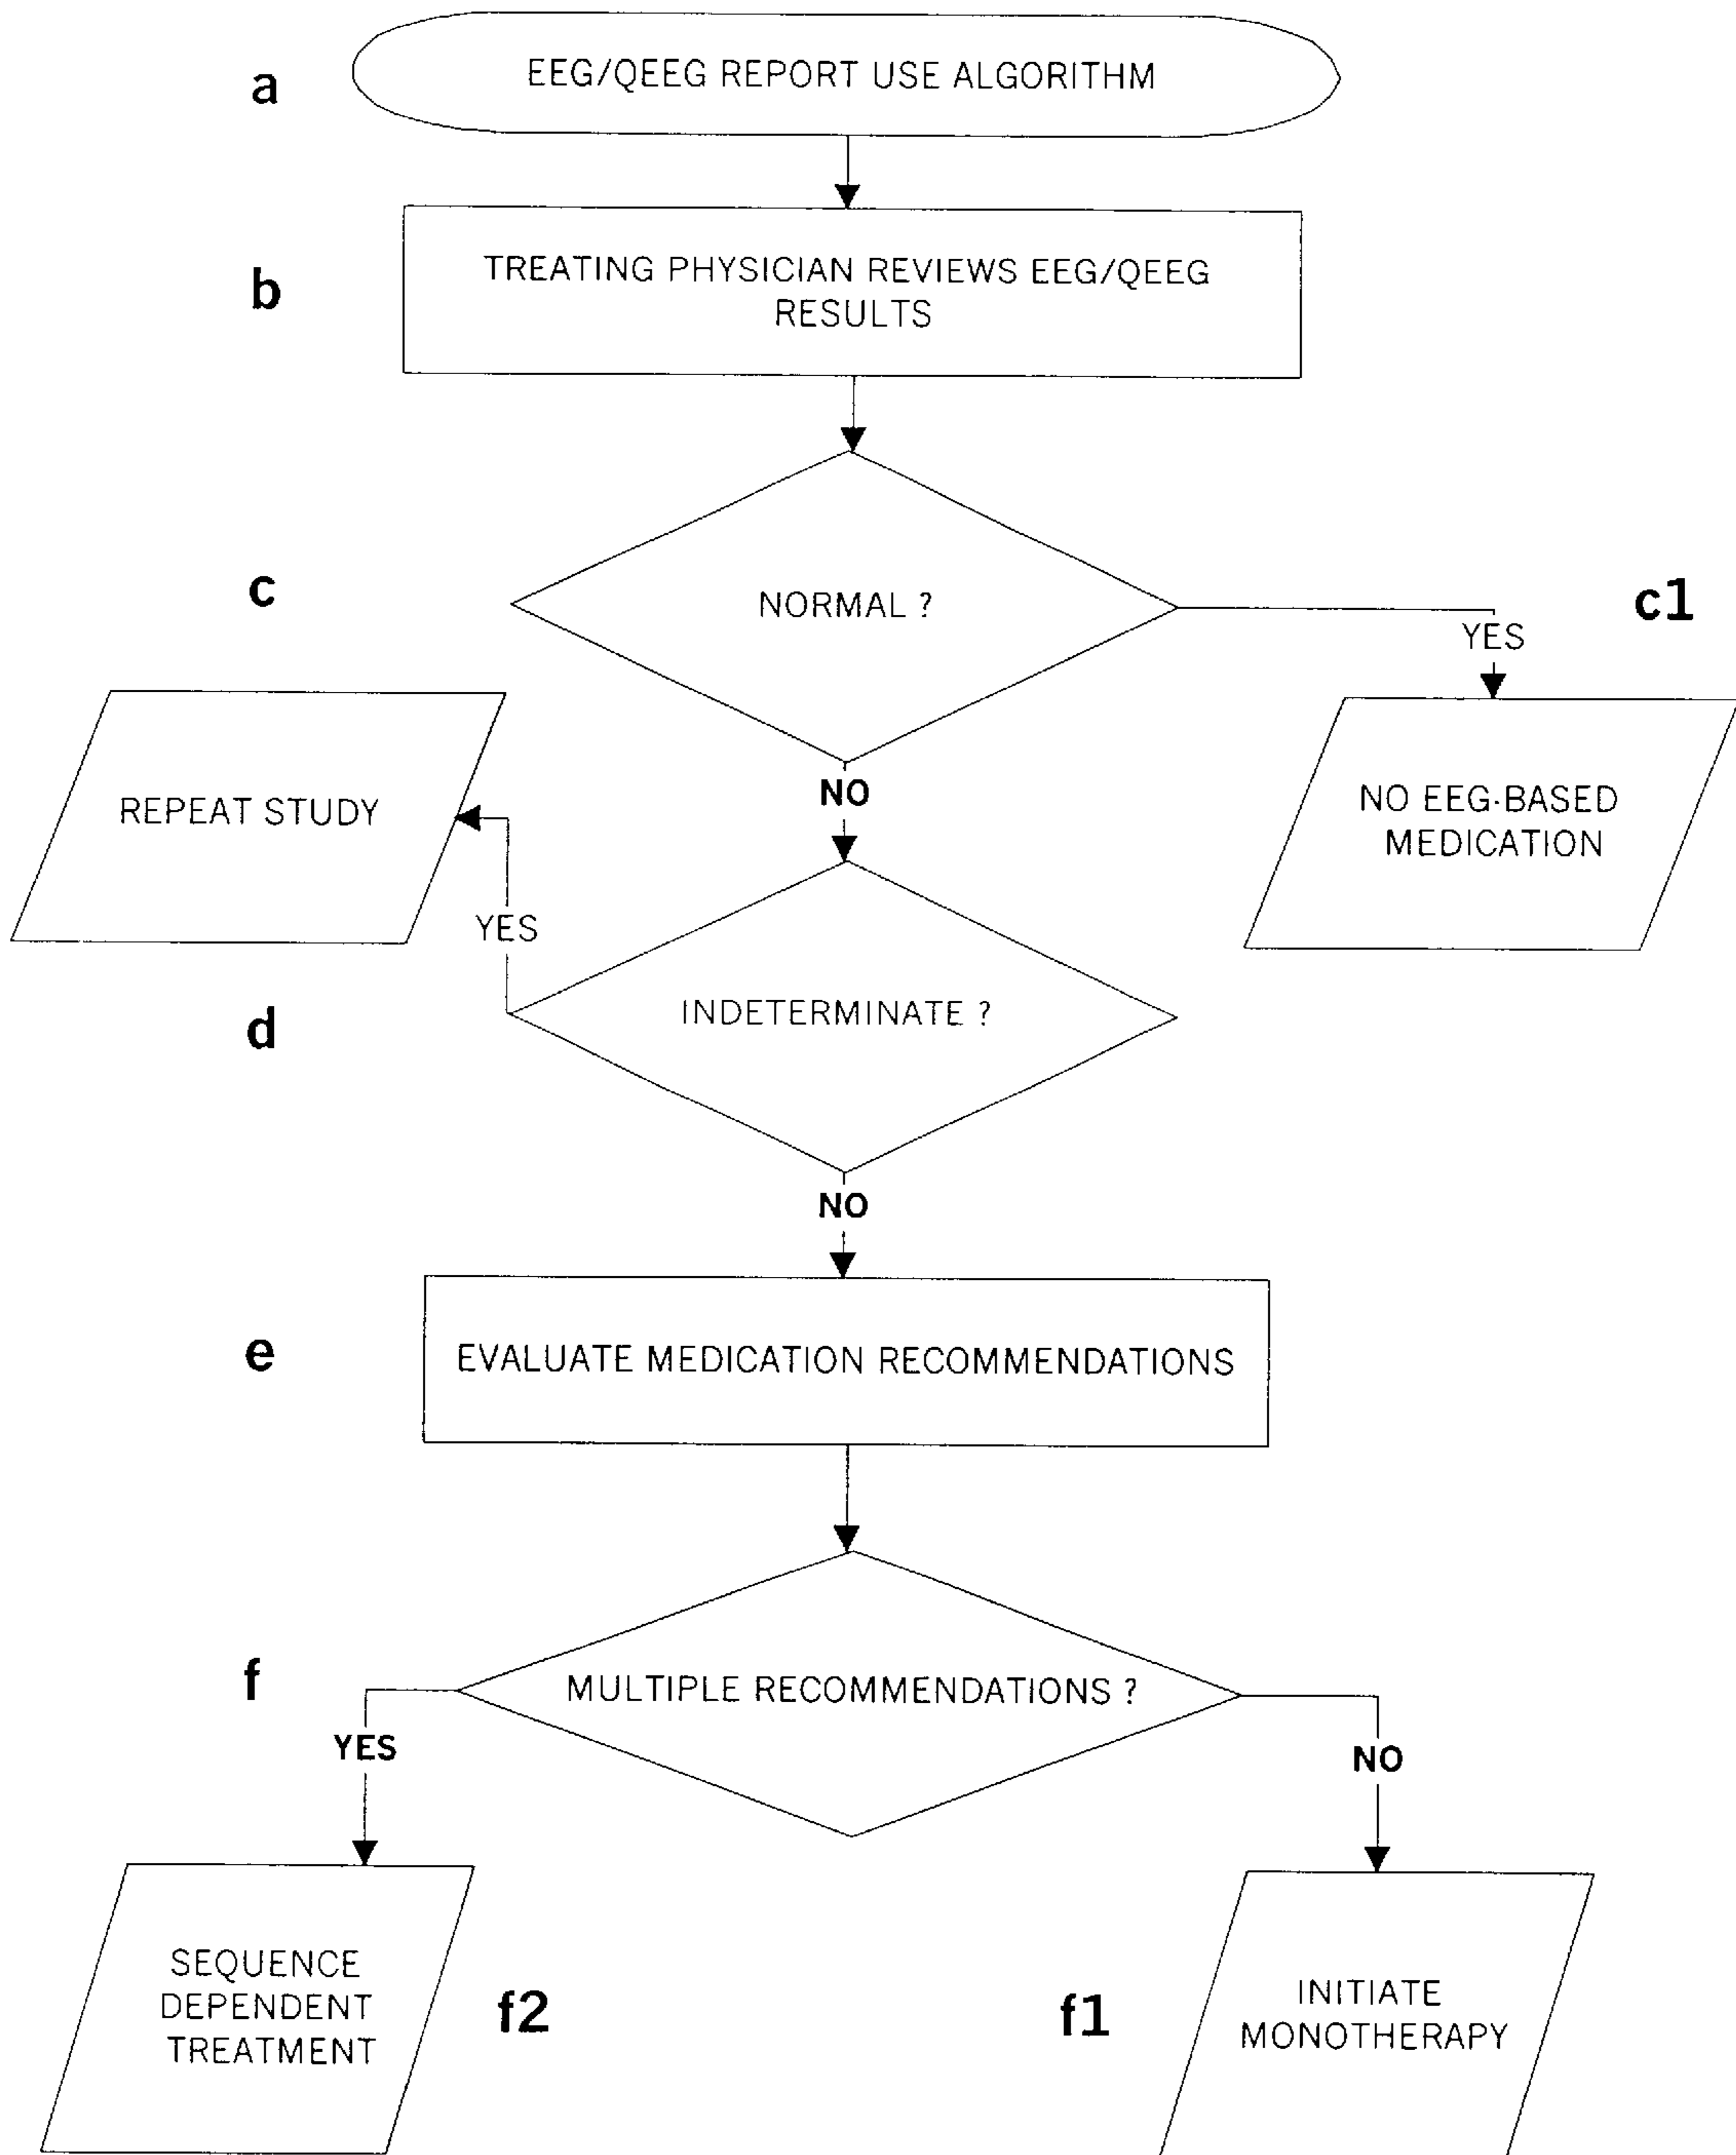 a
EEG/QEEG REPORT USE ALGORITHM
b
TREATING PHYSICIAN REVIEWS EEG/QEEG
RESULTS
c
NORMAL ?
c1
YES
REPEAT STUDY
NO
NO EEG-BASED
MEDICATION
YES
d
INDETERMINATE ?
NO
e
EVALUATE MEDICATION RECOMMENDATIONS
f
MULTIPLE RECOMMENDATIONS ?
YES
NO
SEQUENCE
DEPENDENT
TREATMENT
f2
f1
INITIATE
MONOTHERAPY